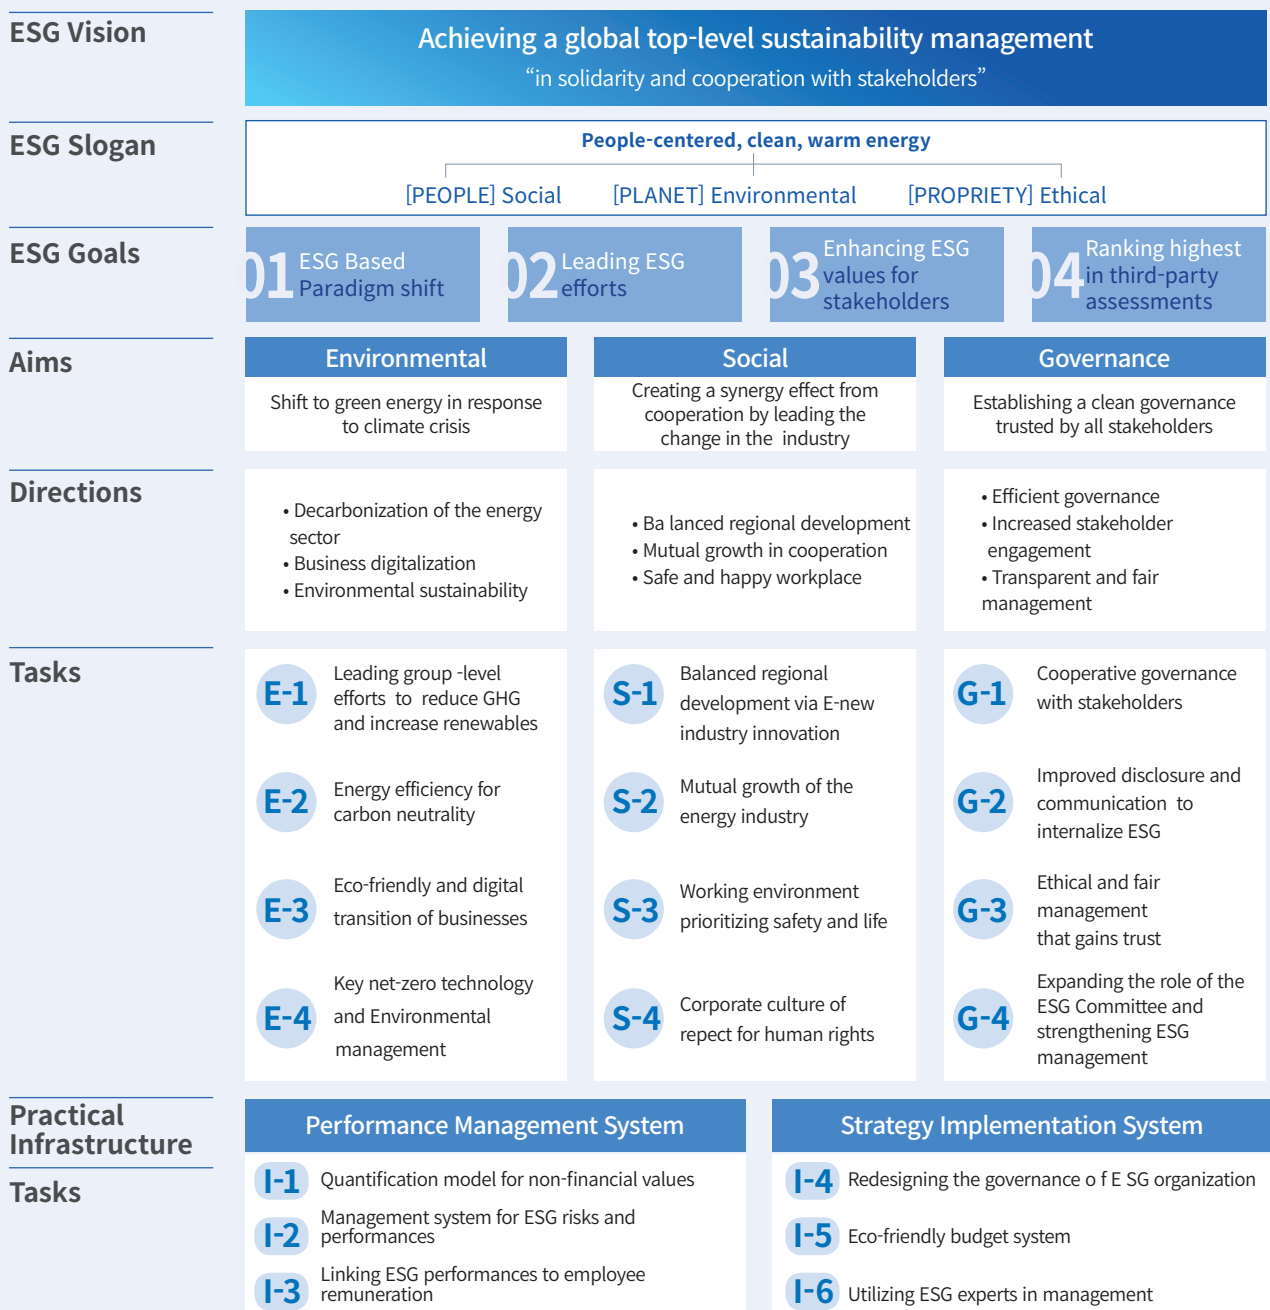 ESG Vision
Achieving a global top-level sustainability management
“in solidarity and cooperation with stakeholders”
ESG Slogan
People-centered, clean, warm energy
[PEOPLE] Social
[PLANET] Environmental
[PROPRIETY] Ethical
ESG Goals
01
ESG Based
Paradigm shift
02
Leading ESG
efforts
03
Enhancing ESG
values for
stakeholders
04
Ranking highest
in third-party
assessments
Aims
Environmental
Shift to green energy in response
to climate crisis
Social
Creating a synergy effect from
cooperation by leading the
change in the industry
Governance
Establishing a clean governance
trusted by all stakeholders
Directions
• Decarbonization of the energy
sector
• Business digitalization
• Environmental sustainability
• Ba lanced regional development
• Mutual growth in cooperation
• Safe and happy workplace
• Efficient governance
• Increased stakeholder
engagement
• Transparent and fair
management
Tasks
E-1
Leading group -level
efforts to reduce GHG
and increase renewables
E-2
Energy efficiency for
carbon neutrality
E-3
Eco-friendly and digital
transition of businesses
E-4
Key net-zero technology
and Environmental
management
S-1
Balanced regional
development via E-new
industry innovation
S-2
Mutual growth of the
energy industry
S-3
Working environment
prioritizing safety and life
S-4
Corporate culture of
repect for human rights
G-1
Cooperative governance
with stakeholders
G-2
Improved disclosure and
communication to
internalize ESG
G-3
Ethical and fair
management
that gains trust
G-4
Expanding the role of the
ESG Committee and
strengthening ESG
management
Practical
Infrastructure
Tasks
Performance Management System
I-1
Quantification model for non-financial values
I-2
Management system for ESG risks and
performances
I-3
Linking ESG performances to employee
remuneration
Strategy Implementation System
I-4
Redesigning the governance o f E SG organization
I-5
Eco-friendly budget system
I-6
Utilizing ESG experts in management